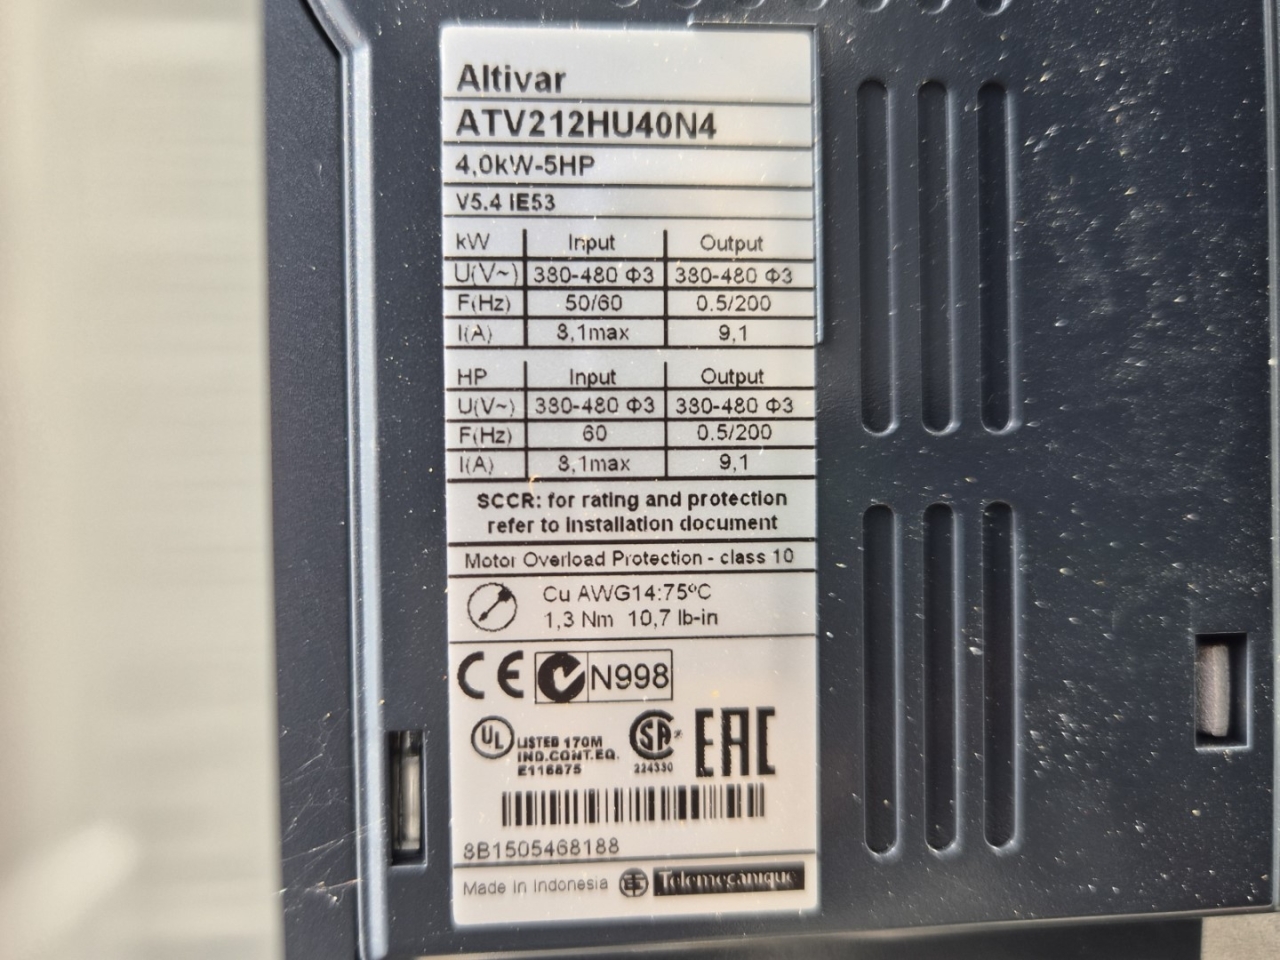 Altivar
ATV212HU40N4
4,0kW-5HP
V5.4 IE53
kW Input Output
U(V~) 380-480 Φ3 380-480 Φ3
F(Hz) 50/60 0.5/200
I(A) 8,1max 9,1
HP Input Output
U(V~) 380-480 Φ3 380-480 Φ3
F(Hz) 60 0.5/200
I(A) 8,1max 9,1
SCCR: for rating and protection
refer to installation document
Motor Overload Protection - class 10
Cu AWG14:75°C
1,3 Nm 10,7 lb-in
CE N998
UL LISTED 170M
IND.CONT.EQ.
E116875
SA
224330
EAC
8B1505468188
Made in Indonesia Telemecanique